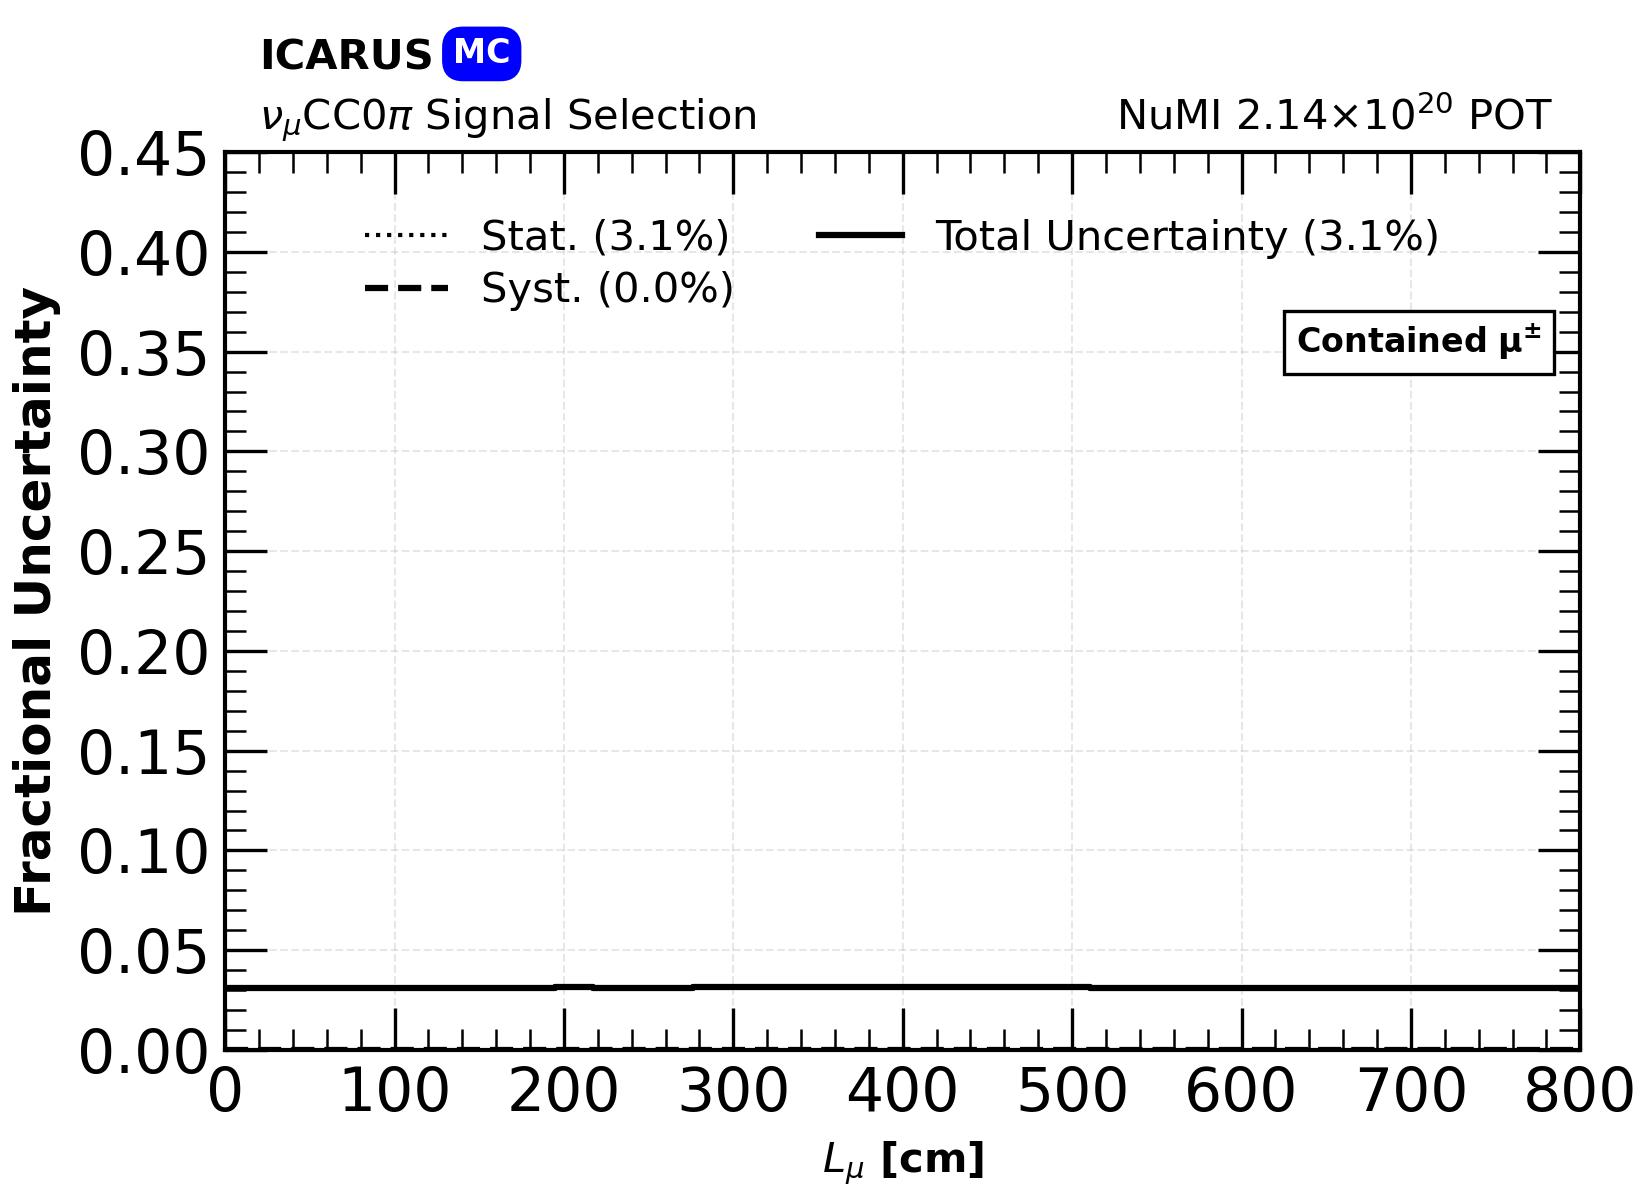 ICARUS MC
νμCC0π Signal Selection
NuMI 2.14×10²⁰ POT
0.45
0.40
0.35
0.30
0.25
0.20
0.15
0.10
0.05
0.00
Fractional Uncertainty
Stat. (3.1%)
Syst. (0.0%)
Total Uncertainty (3.1%)
Contained μ±
0 100 200 300 400 500 600 700 800
Lμ [cm]